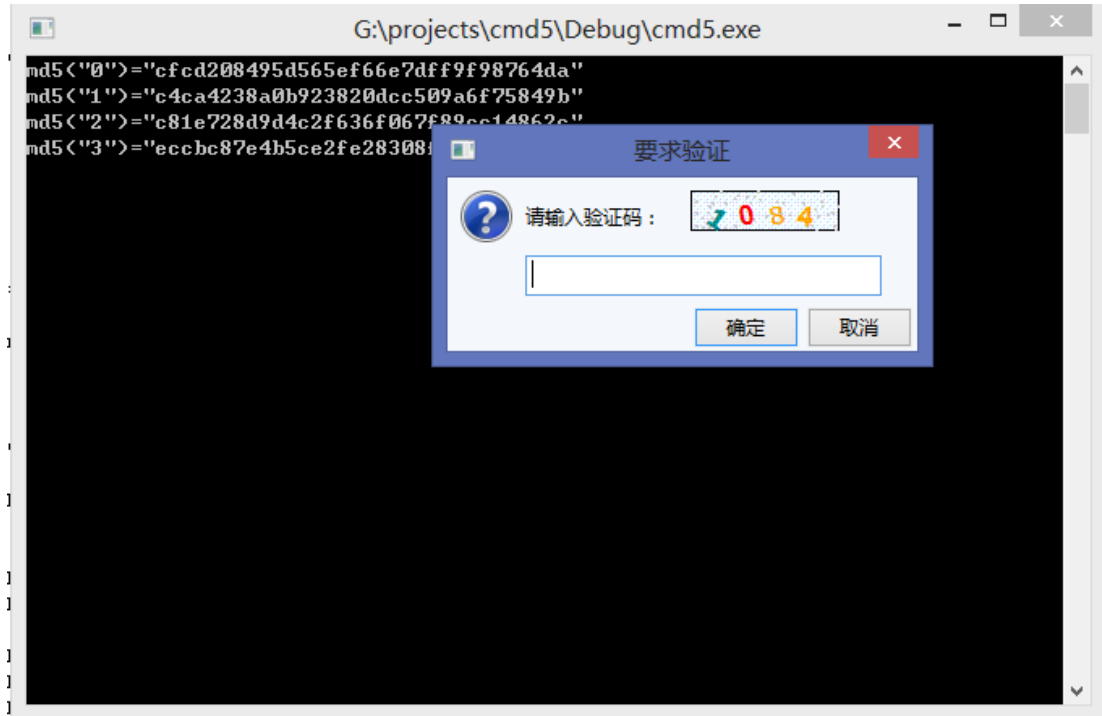 G:\projects\cmd5\Debug\cmd5.exe
md5("0")="cfcd208495d565ef66e7dff9f98764da"
md5("1")="c4ca4238a0b923820dcc509a6f75849b"
md5("2")="c81e728d9d4c2f636f067f89cc14862c"
md5("3")="eccbc87e4b5ce2fe28308f
要求验证
请输入验证码：
1084
确定
取消